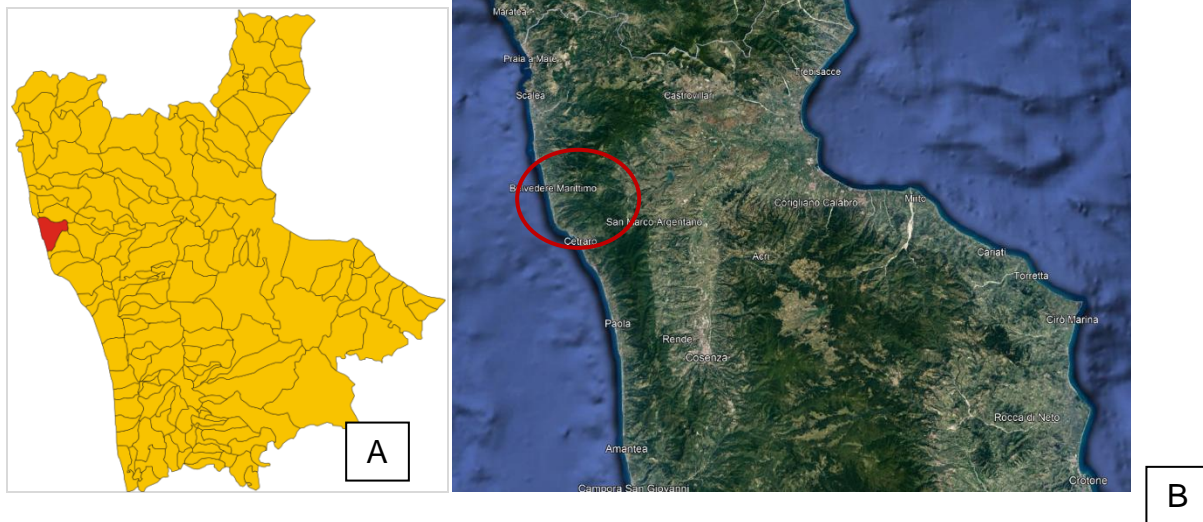 A
Maratea
Praia a Mare
Trebisacce
Scalea
Castrovillari
Belvedere Marittimo
Corigliano Calabro
Mirto
San Marco Argentano
Cetraro
Cariati
Acri
Torretta
Paola
Cirò Marina
Rende
Cosenza
Rocca di Neto
Amantea
Crotone
Campora San Giovanni
B